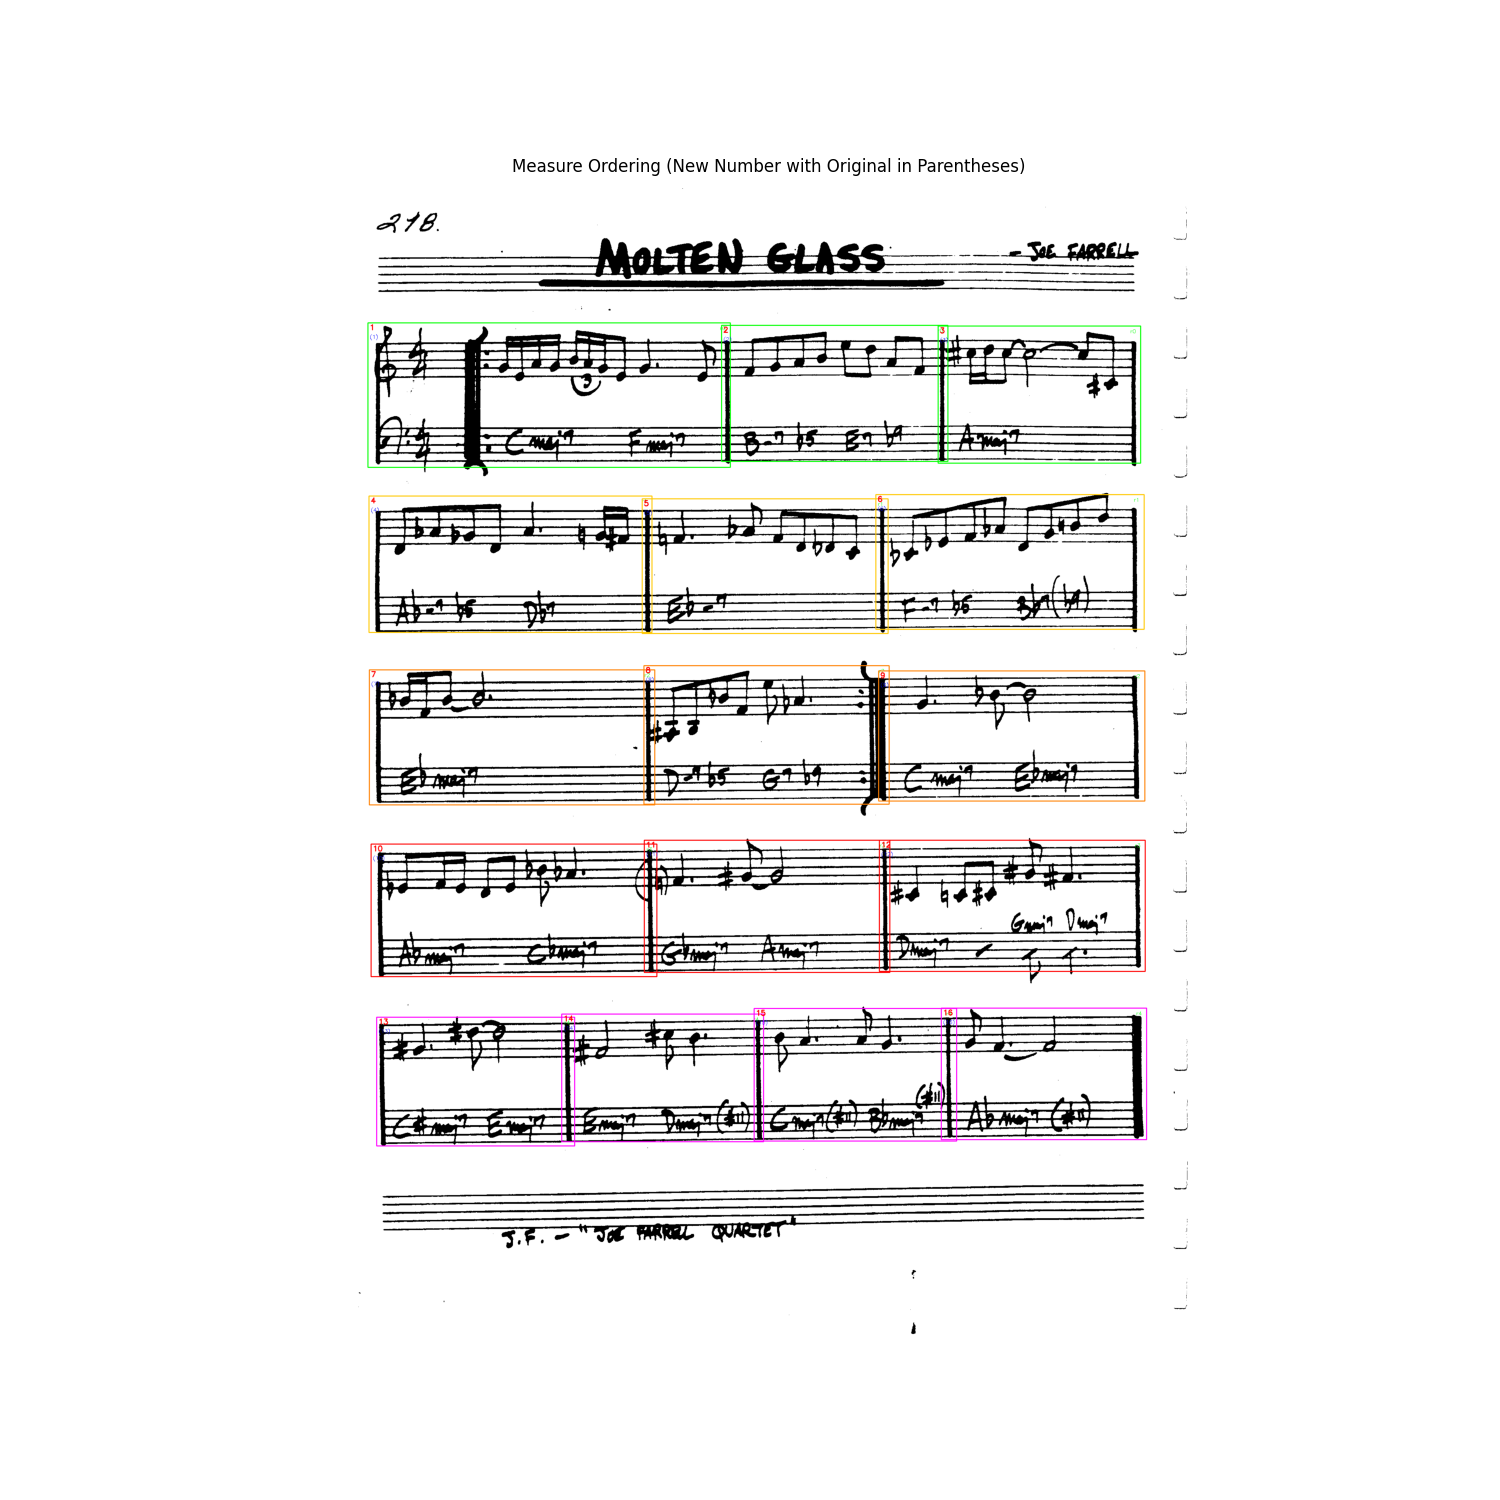 Measure Ordering (New Number with Original in Parentheses)
218.
MOLTEN GLASS
- JOE FARRELL
1 2 3
3
Cmaj7 Fmaj7 B-7 b5 E7 b9 Amaj7
4 5 6
Ab-7 b5 Db7 Eb-7 F-7 b5 Bb7(b9)
7 8 9
Ebmaj7 D-7 b5 G7 b9 Cmaj7 Ebmaj7
10 11 12
Gmaj7 Dmaj7
Abmaj7 Cbmaj7 Gbmaj7 Amaj7 Dmaj7
13 14 15 16
C#maj7 Emaj7 Emaj7 Dmaj7(#11) Cmaj7(#11) Bbmaj7(#11) Abmaj7(#11)
J.F. - "JOE FARRELL QUARTET"